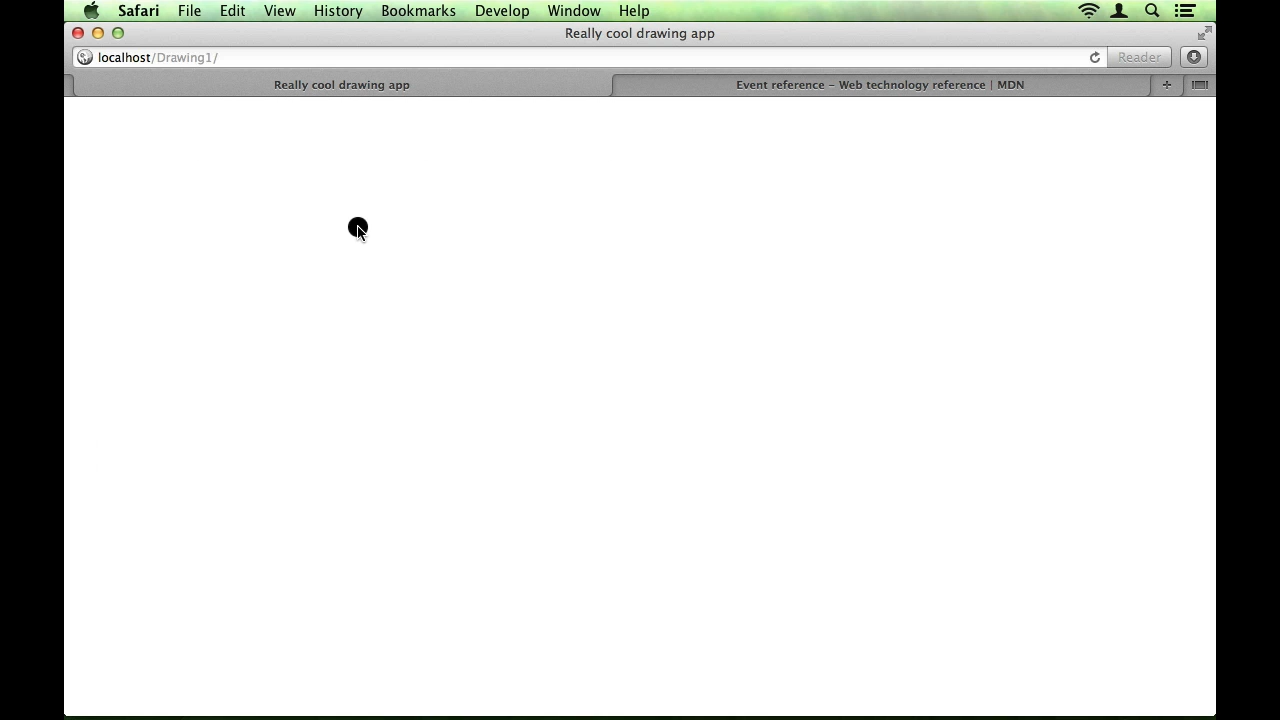 Safari File Edit View History Bookmarks Develop Window Help
Really cool drawing app
localhost/Drawing1/ Reader
Really cool drawing app Event reference – Web technology reference | MDN